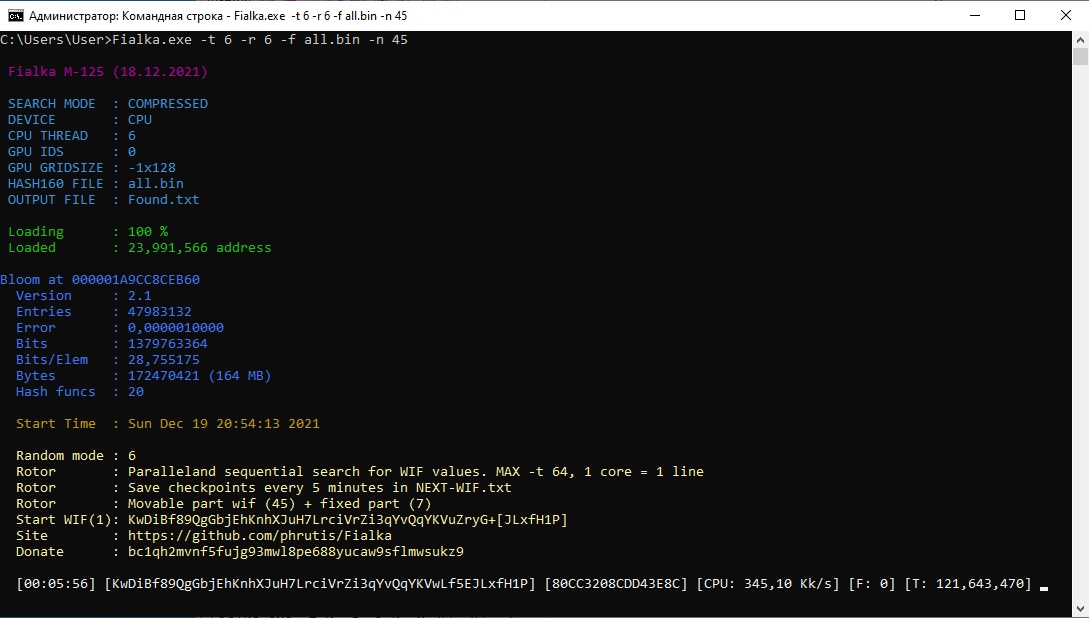 Администратор: Командная строка - Fialka.exe -t 6 -r 6 -f all.bin -n 45
C:\Users\User>Fialka.exe -t 6 -r 6 -f all.bin -n 45
Fialka M-125 (18.12.2021)
SEARCH MODE : COMPRESSED
DEVICE : CPU
CPU THREAD : 6
GPU IDS : 0
GPU GRIDSIZE : -1x128
HASH160 FILE : all.bin
OUTPUT FILE : Found.txt
Loading : 100 %
Loaded : 23,991,566 address
Bloom at 000001A9CC8CEB60
Version : 2.1
Entries : 47983132
Error : 0,0000010000
Bits : 1379763364
Bits/Elem : 28,755175
Bytes : 172470421 (164 MB)
Hash funcs : 20
Start Time : Sun Dec 19 20:54:13 2021
Random mode : 6
Rotor : Paralleland sequential search for WIF values. MAX -t 64, 1 core = 1 line
Rotor : Save checkpoints every 5 minutes in NEXT-WIF.txt
Rotor : Movable part wif (45) + fixed part (7)
Start WIF(1): KwDiBf89QgGbjEhKnhXJuH7LrciVrZi3qYvQqYKVuZryG+[JLxfH1P]
Site : https://github.com/phrutis/Fialka
Donate : bc1qh2mvnf5fujg93mwl8pe688yucaw9sflmwsukz9
[00:05:56] [KwDiBf89QgGbjEhKnhXJuH7LrciVrZi3qYvQqYKVwLf5EJLxfH1P] [80CC3208CDD43E8C] [CPU: 345,10 Kk/s] [F: 0] [T: 121,643,470]